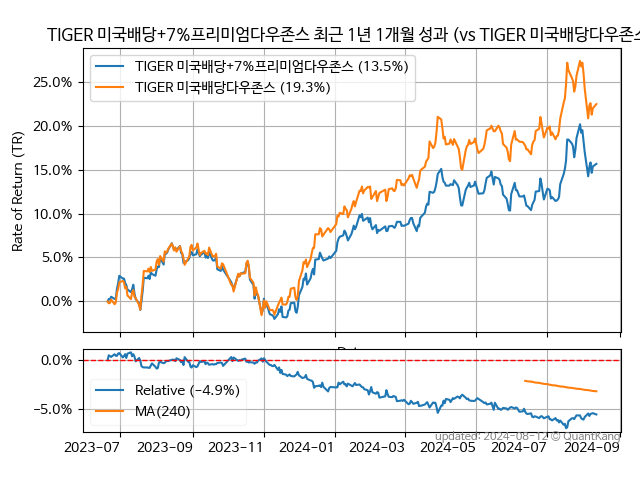 TIGER 미국배당+7%프리미엄다우존스 최근 1년 1개월 성과 (vs TIGER 미국배당다우존스
TIGER 미국배당+7%프리미엄다우존스 (13.5%)
TIGER 미국배당다우존스 (19.3%)
Rate of Return (TR)
25.0%
20.0%
15.0%
10.0%
5.0%
0.0%
0.0%
−5.0%
Relative (−4.9%)
MA(240)
updated: 2024-08-12 © QuantKang
2023-07 2023-09 2023-11 2024-01 2024-03 2024-05 2024-07 2024-09